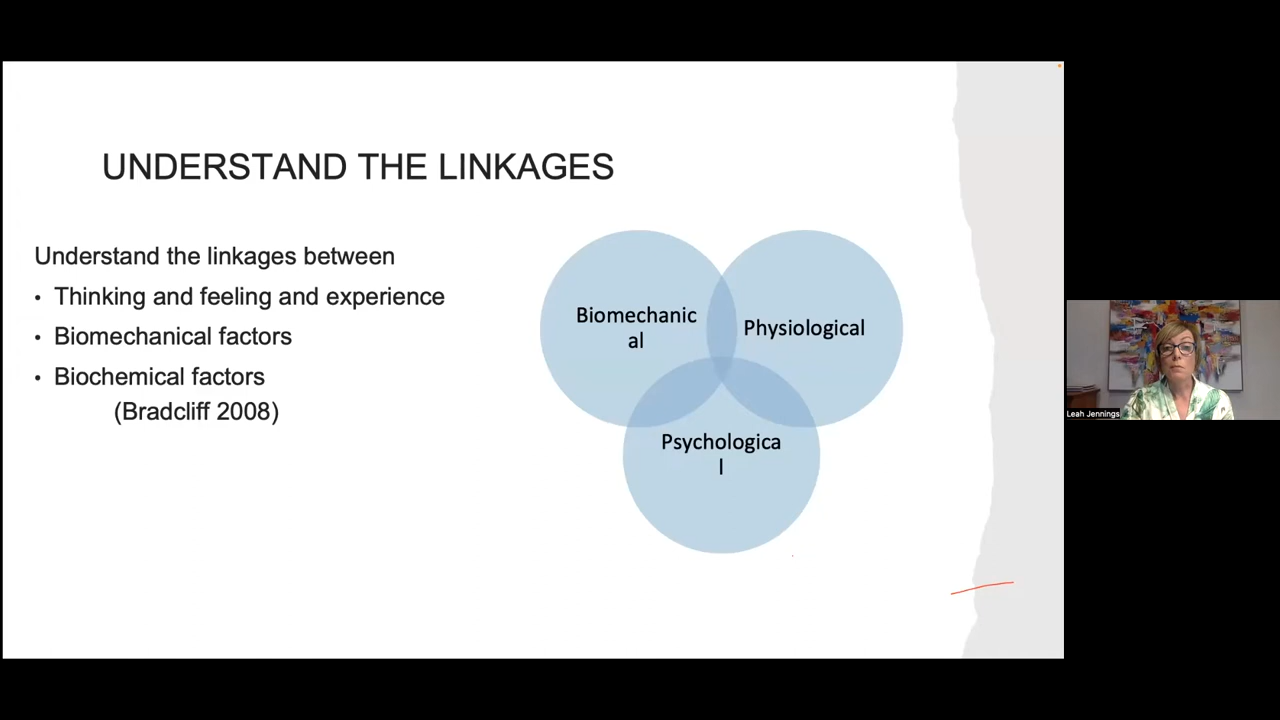 UNDERSTAND THE LINKAGES
Understand the linkages between
• Thinking and feeling and experience
• Biomechanical factors
• Biochemical factors
(Bradcliff 2008)
Biomechanic
al
Physiological
Psychologica
l
Leah Jennings